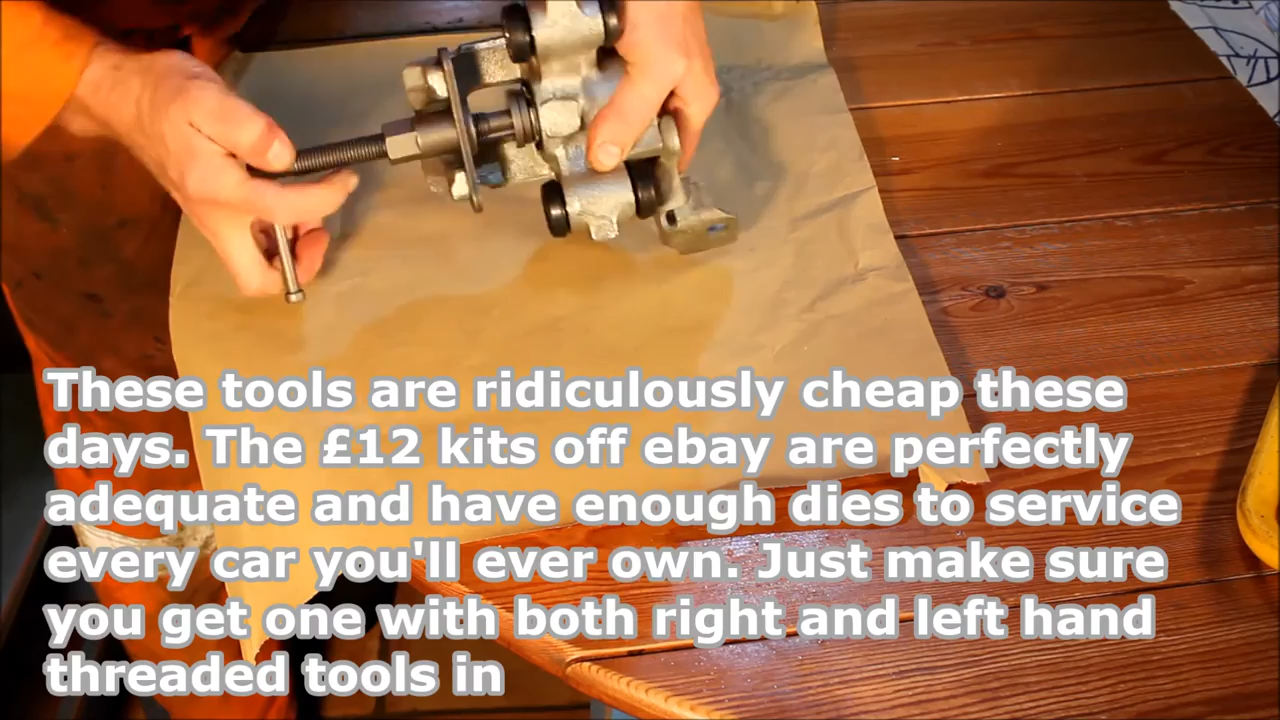 These tools are ridiculously cheap these
days. The £12 kits off ebay are perfectly
adequate and have enough dies to service
every car you'll ever own. Just make sure
you get one with both right and left hand
threaded tools in